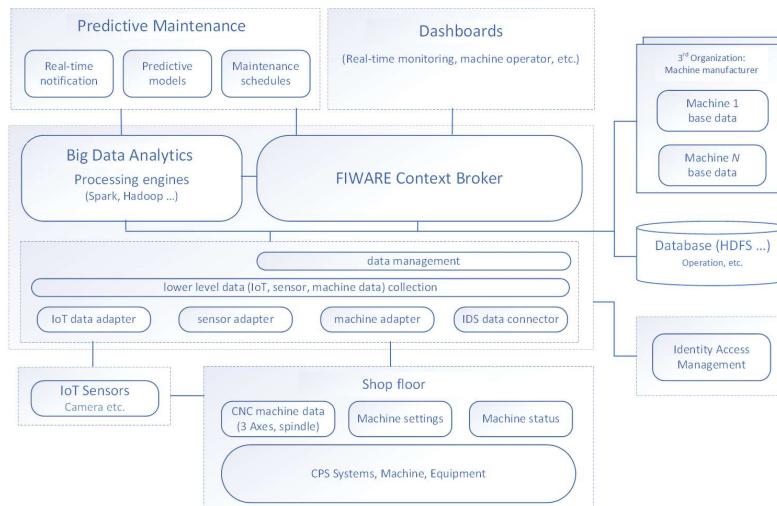 Predictive Maintenance
Real-time
notification
Predictive
models
Maintenance
schedules
Dashboards
(Real-time monitoring, machine operator, etc.)
3rd Organization:
Machine manufacturer
Machine 1
base data
Machine N
base data
Big Data Analytics
Processing engines
(Spark, Hadoop ...)
FIWARE Context Broker
Database (HDFS ...)
Operation, etc.
data management
lower level data (IoT, sensor, machine data) collection
IoT data adapter
sensor adapter
machine adapter
IDS data connector
Identity Access
Management
IoT Sensors
Camera etc.
Shop floor
CNC machine data
(3 Axes, spindle)
Machine settings
Machine status
CPS Systems, Machine, Equipment